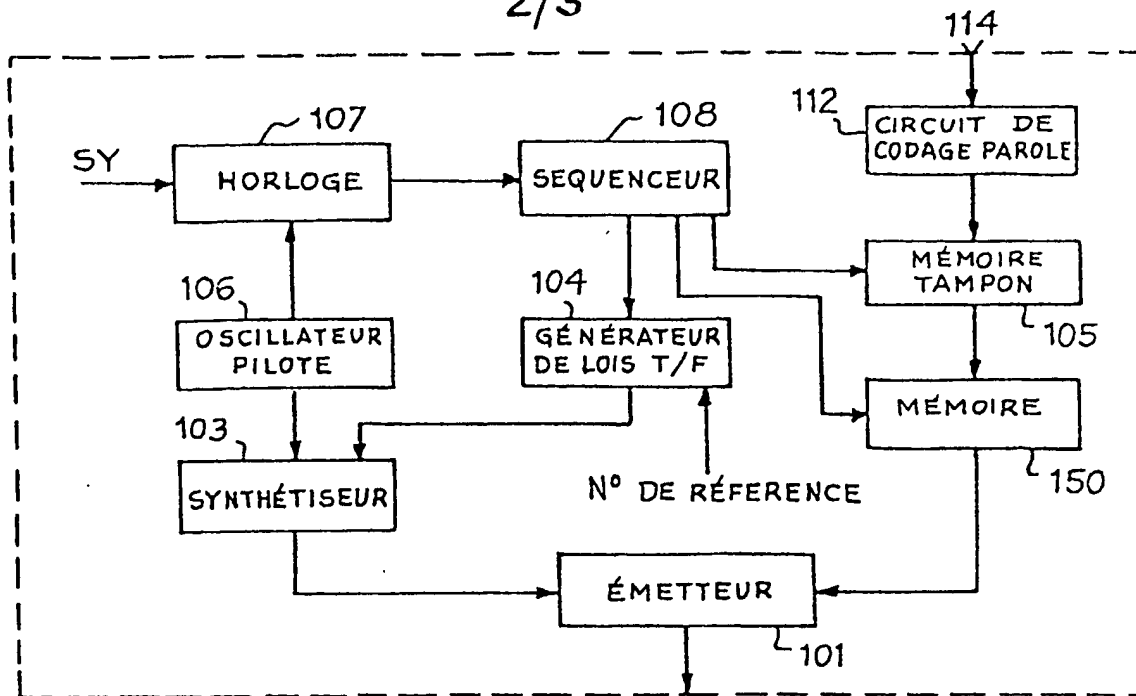 2/3
114
107
108
112
CIRCUIT DE
CODAGE PAROLE
SY
HORLOGE
SEQUENCEUR
106
104
MÉMOIRE
TAMPON
OSCILLATEUR
PILOTE
GÉNÉRATEUR
DE LOIS T/F
105
103
MÉMOIRE
SYNTHÉTISEUR
N° DE RÉFERENCE
150
ÉMETTEUR
101